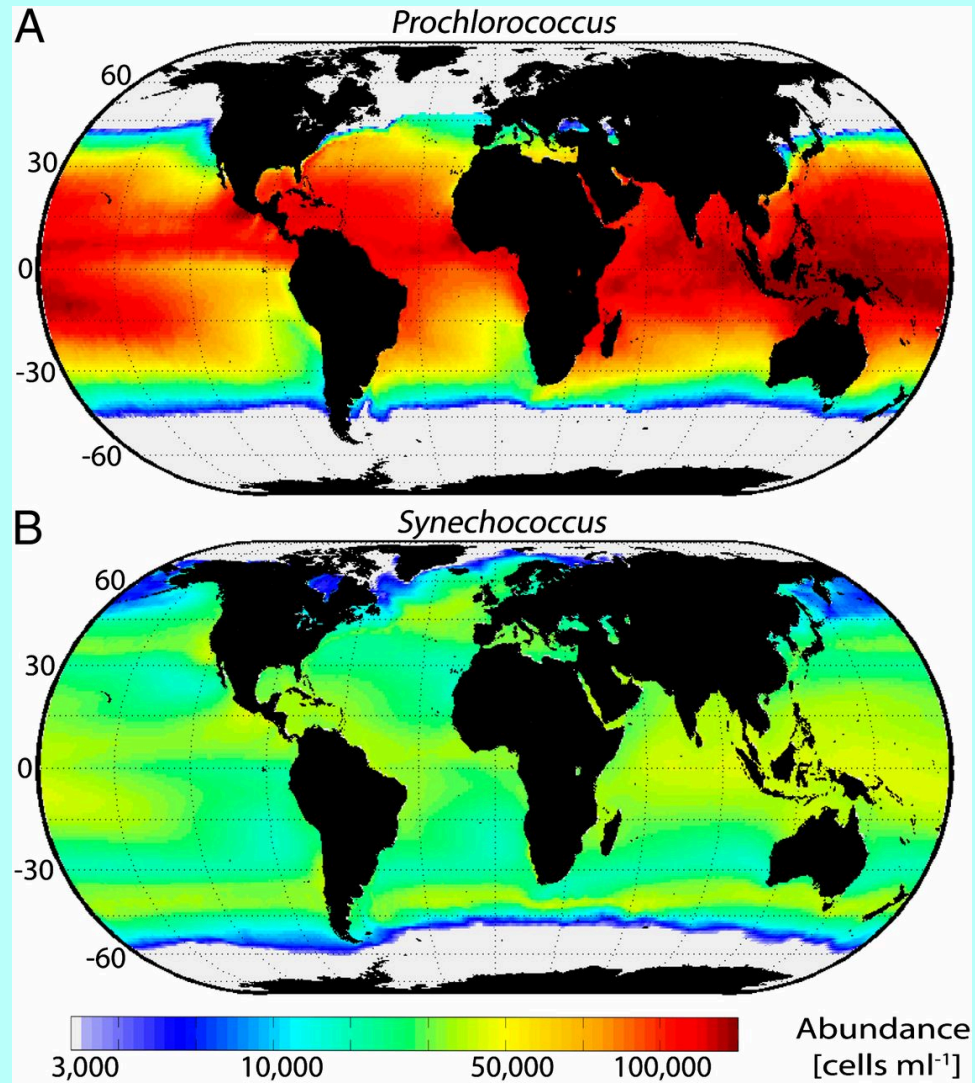 A
Prochlorococcus
60
30
0
-30
-60
B
Synechococcus
60
30
0
-30
-60
3,000 10,000 50,000 100,000
Abundance
[cells ml⁻¹]